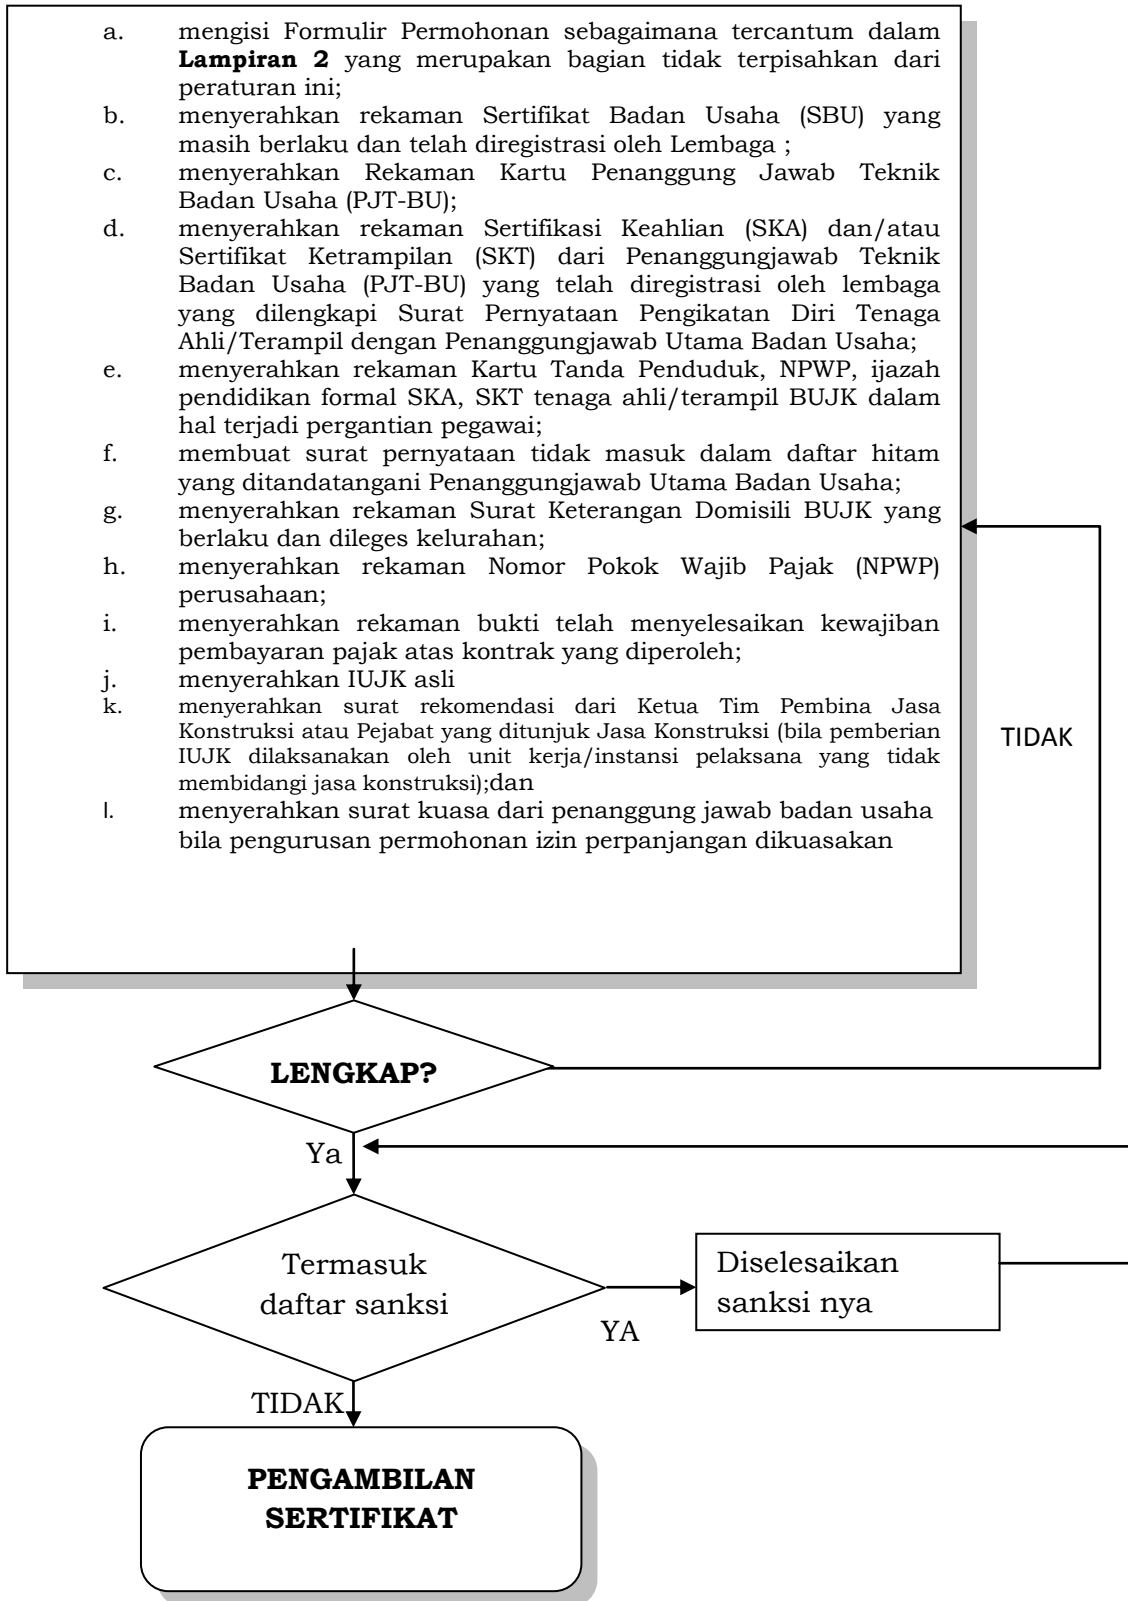 a. mengisi Formulir Permohonan sebagaimana tercantum dalam
Lampiran 2 yang merupakan bagian tidak terpisahkan dari
peraturan ini;
b. menyerahkan rekaman Sertifikat Badan Usaha (SBU) yang
masih berlaku dan telah diregistrasi oleh Lembaga ;
c. menyerahkan Rekaman Kartu Penanggung Jawab Teknik
Badan Usaha (PJT-BU);
d. menyerahkan rekaman Sertifikasi Keahlian (SKA) dan/atau
Sertifikat Ketrampilan (SKT) dari Penanggungjawab Teknik
Badan Usaha (PJT-BU) yang telah diregistrasi oleh lembaga
yang dilengkapi Surat Pernyataan Pengikatan Diri Tenaga
Ahli/Terampil dengan Penanggungjawab Utama Badan Usaha;
e. menyerahkan rekaman Kartu Tanda Penduduk, NPWP, ijazah
pendidikan formal SKA, SKT tenaga ahli/terampil BUJK dalam
hal terjadi pergantian pegawai;
f. membuat surat pernyataan tidak masuk dalam daftar hitam
yang ditandatangani Penanggungjawab Utama Badan Usaha;
g. menyerahkan rekaman Surat Keterangan Domisili BUJK yang
berlaku dan dileges kelurahan;
h. menyerahkan rekaman Nomor Pokok Wajib Pajak (NPWP)
perusahaan;
i. menyerahkan rekaman bukti telah menyelesaikan kewajiban
pembayaran pajak atas kontrak yang diperoleh;
j. menyerahkan IUJK asli
k. menyerahkan surat rekomendasi dari Ketua Tim Pembina Jasa
Konstruksi atau Pejabat yang ditunjuk Jasa Konstruksi (bila pemberian
IUJK dilaksanakan oleh unit kerja/instansi pelaksana yang tidak
membidangi jasa konstruksi);dan
l. menyerahkan surat kuasa dari penanggung jawab badan usaha
bila pengurusan permohonan izin perpanjangan dikuasakan
TIDAK
LENGKAP?
Ya
Termasuk
daftar sanksi
YA
Diselesaikan
sanksi nya
TIDAK
PENGAMBILAN
SERTIFIKAT